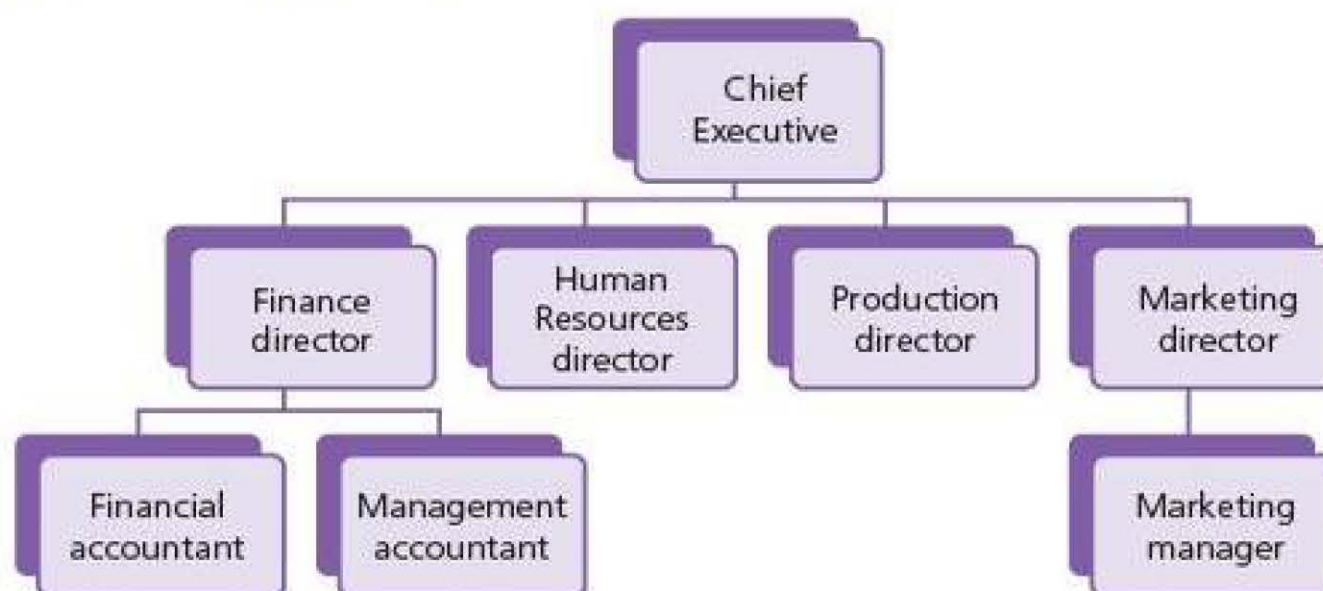 Chief
Executive
Finance
director
Human
Resources
director
Production
director
Marketing
director
Financial
accountant
Management
accountant
Marketing
manager